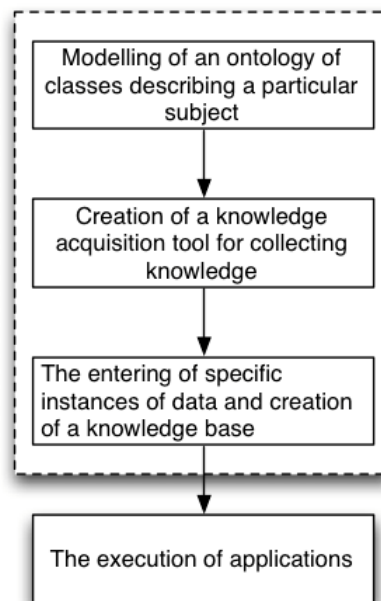 Modelling of an ontology of
classes describing a particular
subject
Creation of a knowledge
acquisition tool for collecting
knowledge
The entering of specific
instances of data and creation
of a knowledge base
The execution of applications